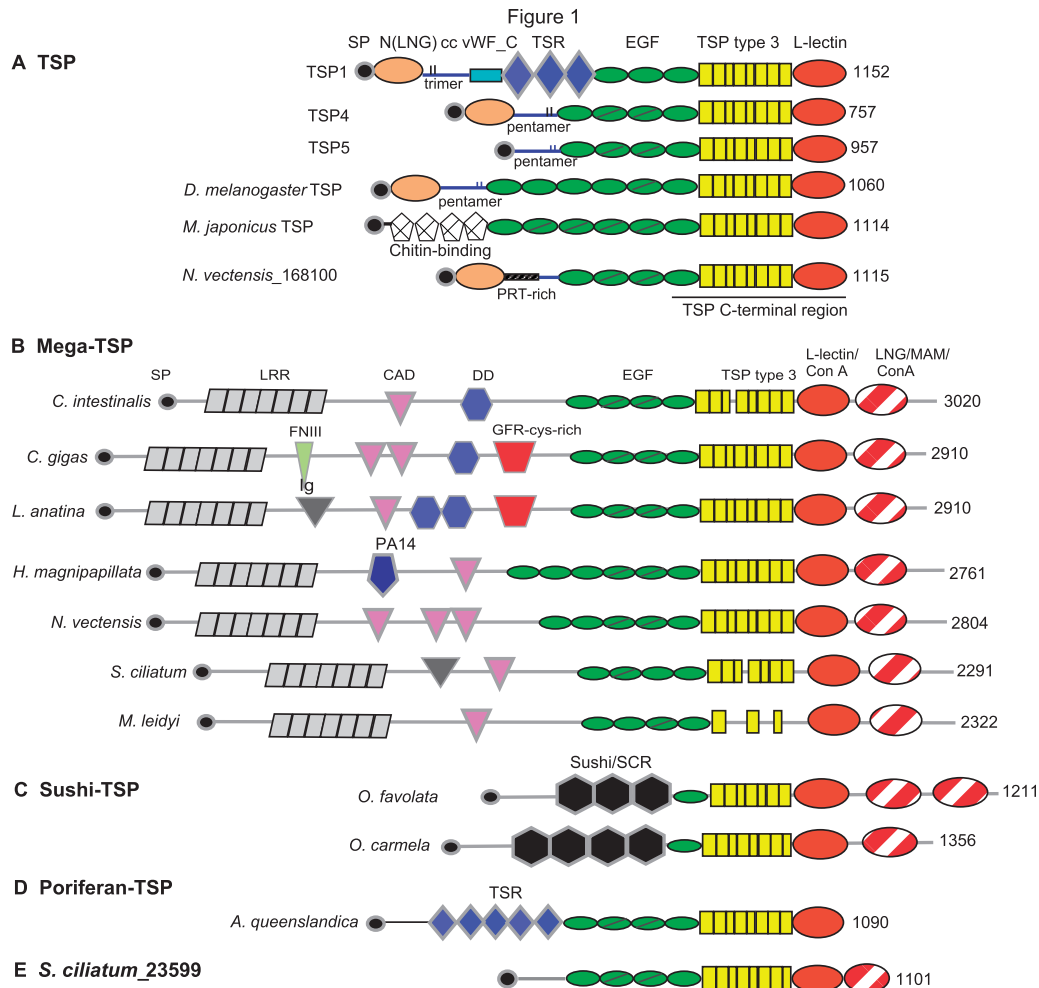 Figure 1
SP N(LNG) cc vWF_C TSR EGF TSP type 3 L-lectin
A TSP
TSP1 trimer 1152
TSP4 pentamer 757
TSP5 pentamer 957
D. melanogaster TSP pentamer 1060
M. japonicus TSP 1114
Chitin-binding
N. vectensis_168100 1115
PRT-rich
TSP C-terminal region
B Mega-TSP
L-lectin/ Con A LNG/MAM/ ConA
SP LRR CAD DD EGF TSP type 3
C. intestinalis 3020
FNIII GFR-cys-rich
C. gigas 2910
Ig
L. anatina 2910
PA14
H. magnipapillata 2761
N. vectensis 2804
S. ciliatum 2291
M. leidyi 2322
Sushi/SCR
C Sushi-TSP
O. favolata 1211
O. carmela 1356
D Poriferan-TSP
TSR
A. queenslandica 1090
E S. ciliatum_23599 1101